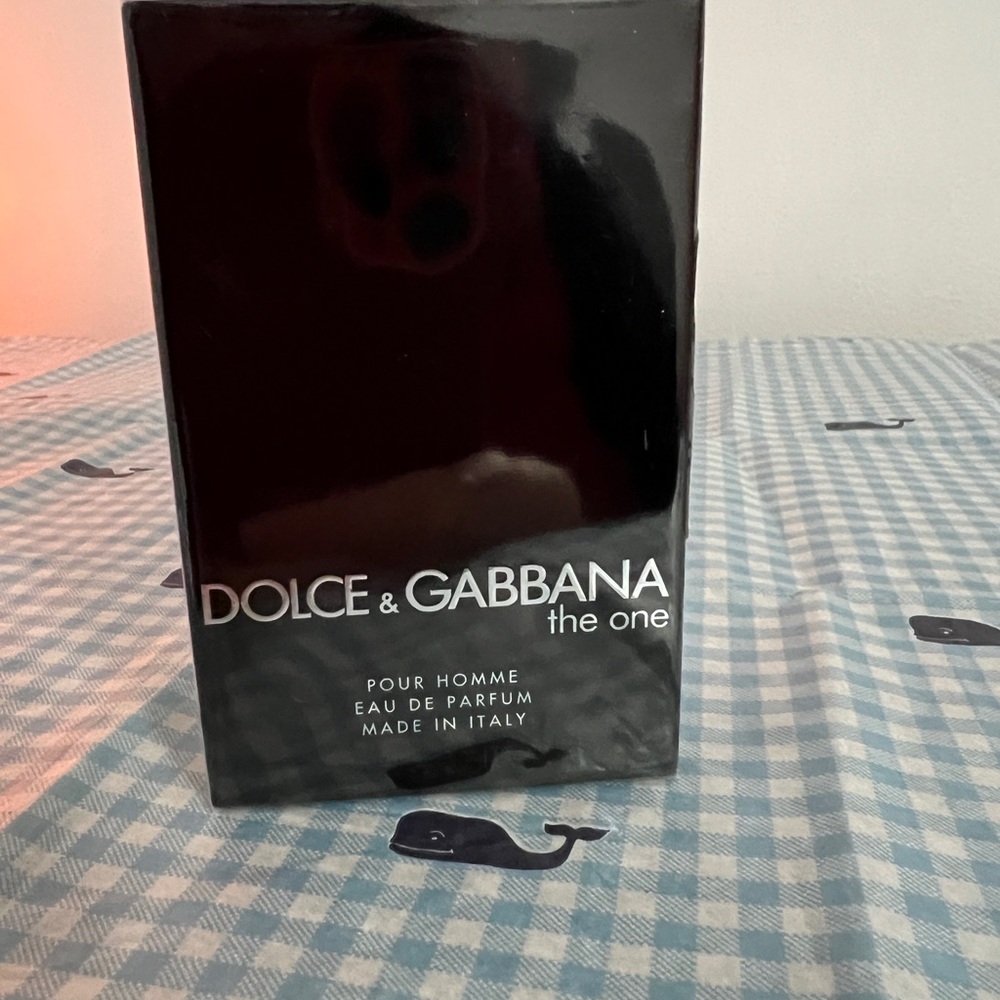 DOLCE & GABBANA
the one
POUR HOMME
EAU DE PARFUM
MADE IN ITALY